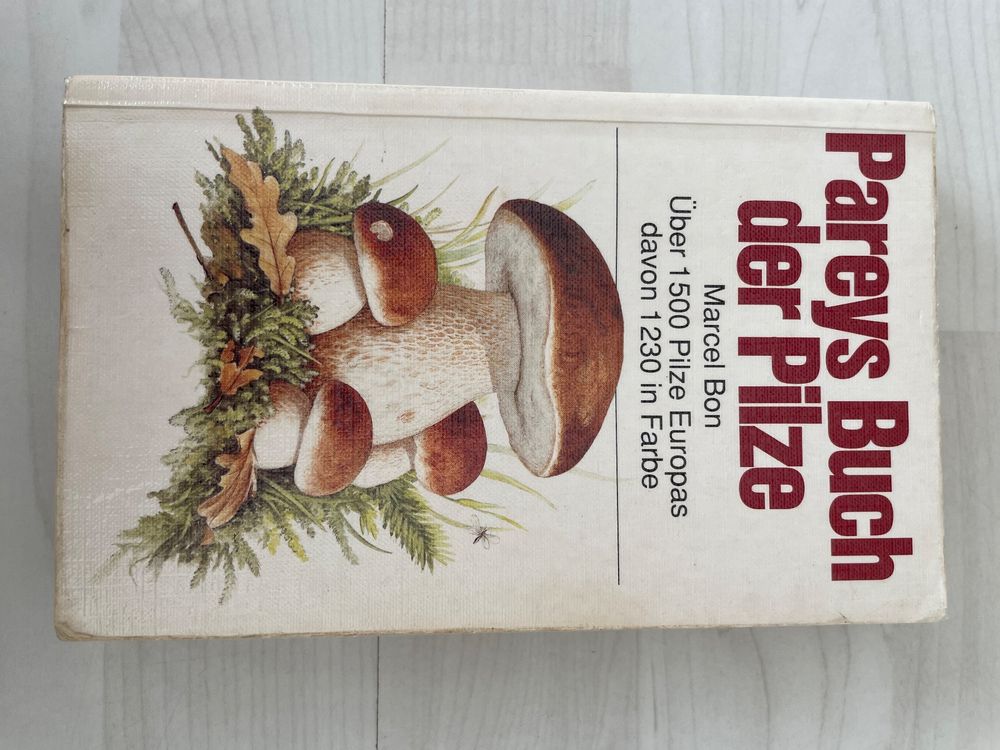 Pareys Buch
der Pilze
Marcel Bon
Über 1500 Pilze Europas
davon 1230 in Farbe